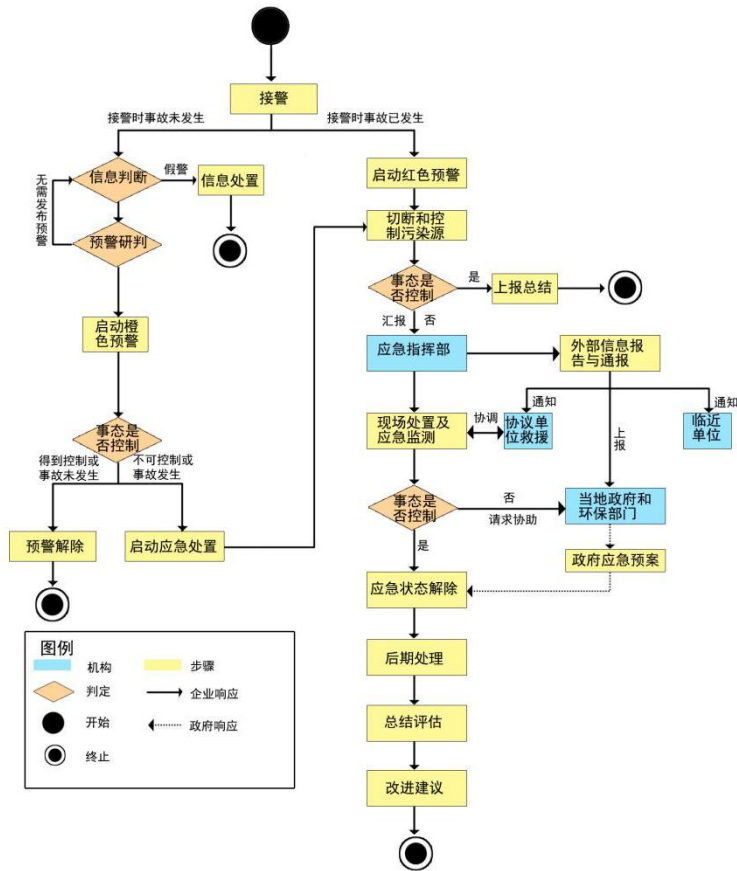 接警
接警时事故未发生
接警时事故已发生
信息判断
假警
信息处置
启动红色预警
无需发布预警
切断和控
制污染源
预警研判
事态是
否控制
是
上报总结
汇报
否
启动橙
色预警
应急指挥部
外部信息报
告与通报
通知
通知
现场处置及
应急监测
协调
协议单
位救援
临近
单位
上报
事态是
否控制
得到控制或
事故未发生
不可控制或
事故发生
事态是
否控制
否
请求协助
当地政府和
环保部门
是
预警解除
启动应急处置
政府应急预案
应急状态解除
图例
机构
步骤
判定
企业响应
开始
政府响应
终止
后期处理
总结评估
改进建议